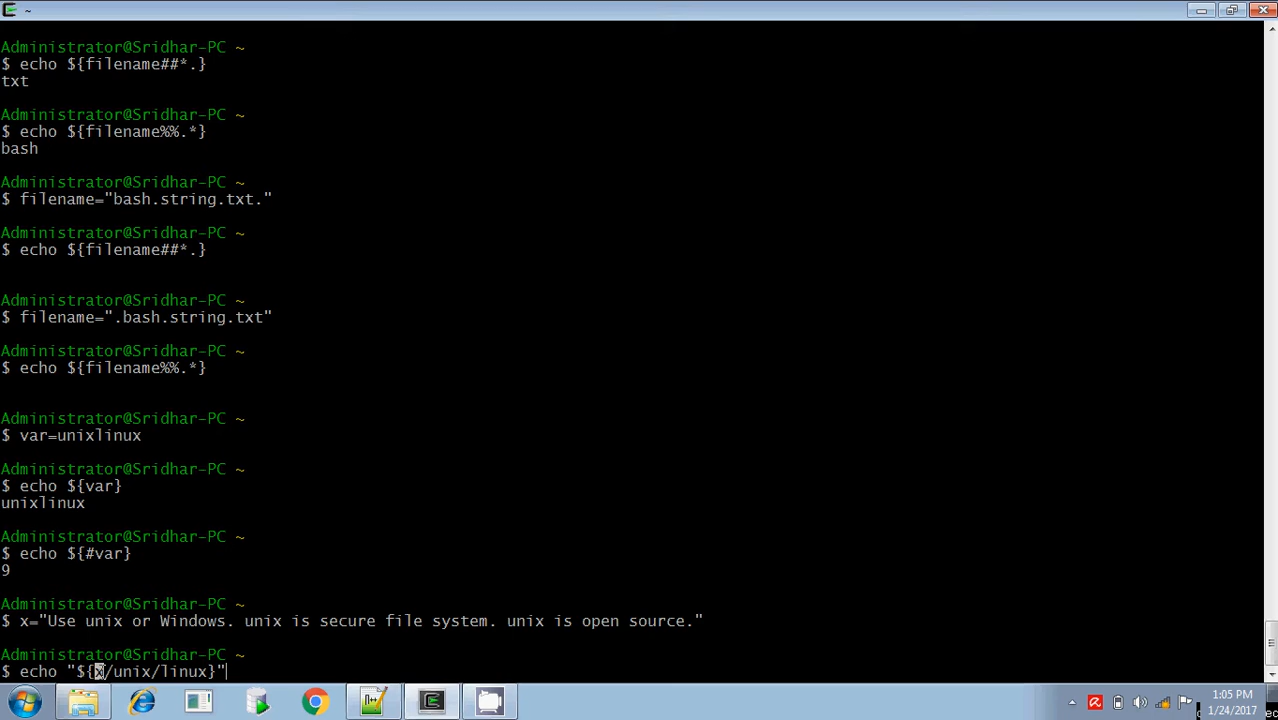 ~
Administrator@Sridhar-PC ~
$ echo ${filename##*.}
txt
Administrator@Sridhar-PC ~
$ echo ${filename%%.*}
bash
Administrator@Sridhar-PC ~
$ filename="bash.string.txt."
Administrator@Sridhar-PC ~
$ echo ${filename##*.}
Administrator@Sridhar-PC ~
$ filename=".bash.string.txt"
Administrator@Sridhar-PC ~
$ echo ${filename%%.*}
Administrator@Sridhar-PC ~
$ var=unixlinux
Administrator@Sridhar-PC ~
$ echo ${var}
unixlinux
Administrator@Sridhar-PC ~
$ echo ${#var}
9
Administrator@Sridhar-PC ~
$ x="Use unix or Windows. unix is secure file system. unix is open source."
Administrator@Sridhar-PC ~
$ echo "${x/unix/linux}"
1:05 PM
1/24/2017